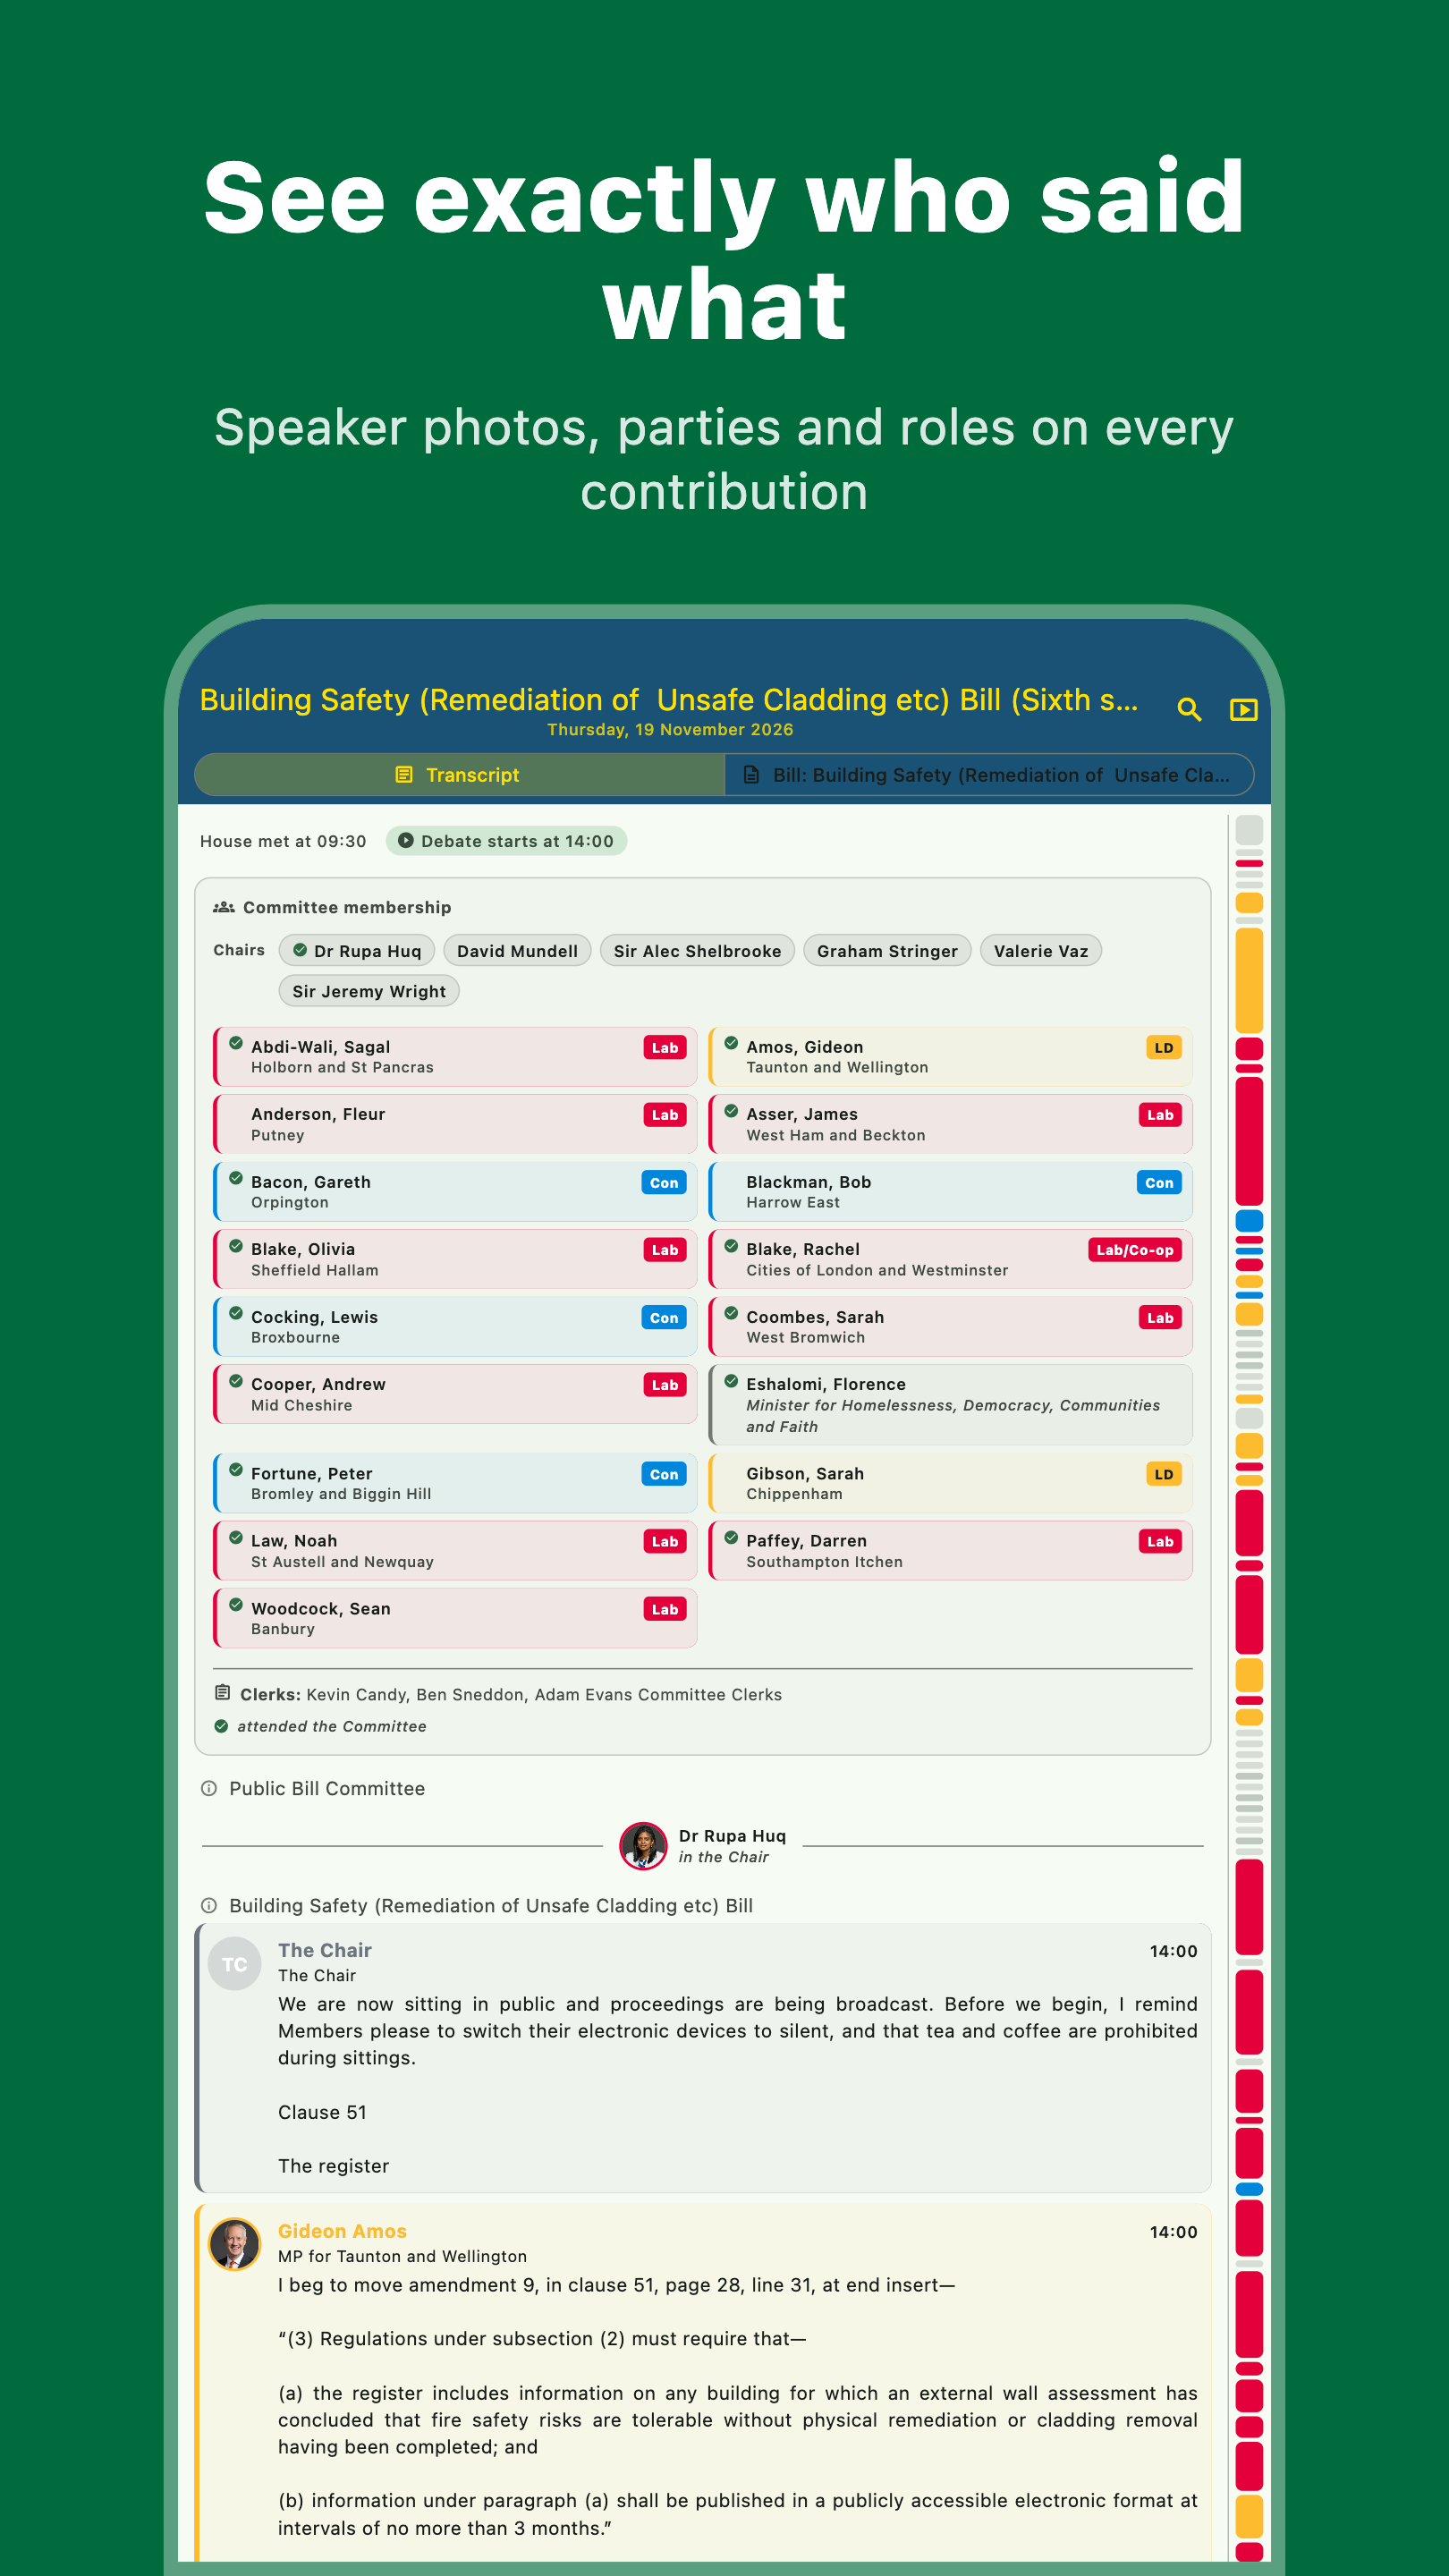 See exactly who said
what
Speaker photos, parties and roles on every
contribution
Building Safety (Remediation of  Unsafe Cladding etc) Bill (Sixth s...
Thursday, 19 November 2026
Transcript
Bill: Building Safety (Remediation of  Unsafe Cla...
House met at 09:30
Debate starts at 14:00
Committee membership
Chairs
Dr Rupa Huq
David Mundell
Sir Alec Shelbrooke
Graham Stringer
Valerie Vaz
Sir Jeremy Wright
Abdi-Wali, Sagal
Lab
Holborn and St Pancras
Amos, Gideon
LD
Taunton and Wellington
Anderson, Fleur
Lab
Putney
Asser, James
Lab
West Ham and Beckton
Bacon, Gareth
Con
Orpington
Blackman, Bob
Con
Harrow East
Blake, Olivia
Lab
Sheffield Hallam
Blake, Rachel
Lab/Co-op
Cities of London and Westminster
Cocking, Lewis
Con
Broxbourne
Coombes, Sarah
Lab
West Bromwich
Cooper, Andrew
Lab
Mid Cheshire
Eshalomi, Florence
Minister for Homelessness, Democracy, Communities
and Faith
Fortune, Peter
Con
Bromley and Biggin Hill
Gibson, Sarah
LD
Chippenham
Law, Noah
Lab
St Austell and Newquay
Paffey, Darren
Lab
Southampton Itchen
Woodcock, Sean
Lab
Banbury
Clerks: Kevin Candy, Ben Sneddon, Adam Evans Committee Clerks
attended the Committee
Public Bill Committee
Dr Rupa Huq
in the Chair
Building Safety (Remediation of Unsafe Cladding etc) Bill
TC
The Chair
14:00
The Chair
We are now sitting in public and proceedings are being broadcast. Before we begin, I remind
Members please to switch their electronic devices to silent, and that tea and coffee are prohibited
during sittings.
Clause 51
The register
Gideon Amos
14:00
MP for Taunton and Wellington
I beg to move amendment 9, in clause 51, page 28, line 31, at end insert—
“(3) Regulations under subsection (2) must require that—
(a) the register includes information on any building for which an external wall assessment has
concluded that fire safety risks are tolerable without physical remediation or cladding removal
having been completed; and
(b) information under paragraph (a) shall be published in a publicly accessible electronic format at
intervals of no more than 3 months.”